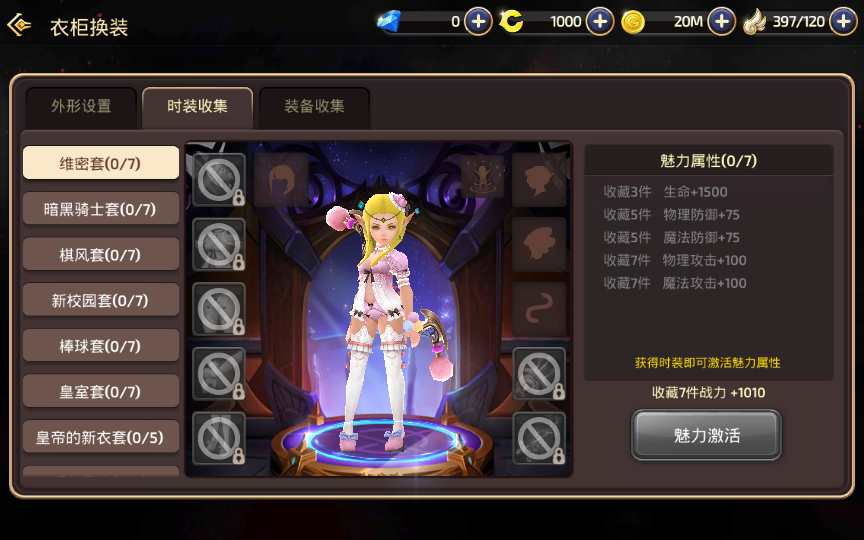 衣柜换装
0
1000
20M
397/120
外形设置
时装收集
装备收集
维密套(0/7)
暗黑骑士套(0/7)
棋风套(0/7)
新校园套(0/7)
棒球套(0/7)
皇室套(0/7)
皇帝的新衣套(0/5)
魅力属性(0/7)
收藏3件 生命+1500
收藏5件 物理防御+75
收藏5件 魔法防御+75
收藏7件 物理攻击+100
收藏7件 魔法攻击+100
获得时装即可激活魅力属性
收藏7件战力 +1010
魅力激活